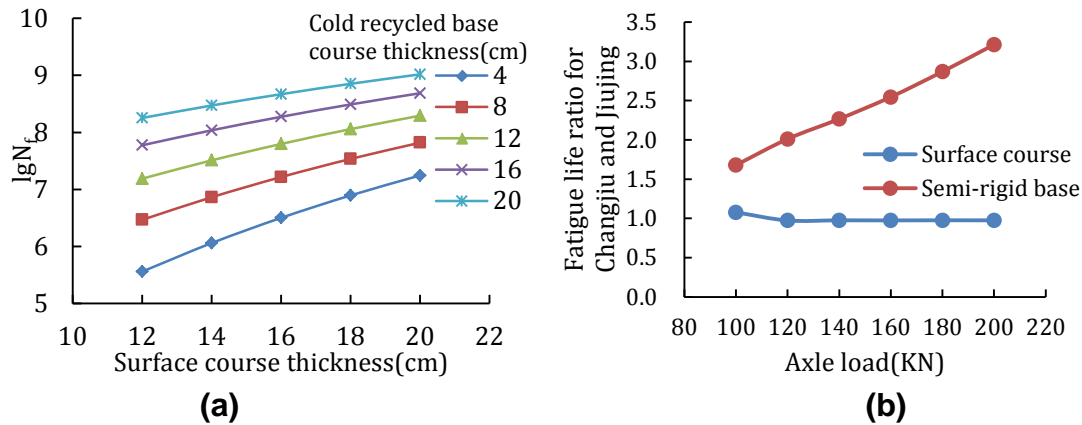 10
9
8
7
6
5
lgN_f
10 12 14 16 18 20 22
Surface course thickness(cm)
Cold recycled base
course thickness(cm)
4
8
12
16
20
(a)
3.5
3.0
2.5
2.0
1.5
1.0
0.5
0.0
Fatigue life ratio for
Changjiu and Jiujing
Surface course
Semi-rigid base
80 100 120 140 160 180 200 220
Axle load(KN)
(b)